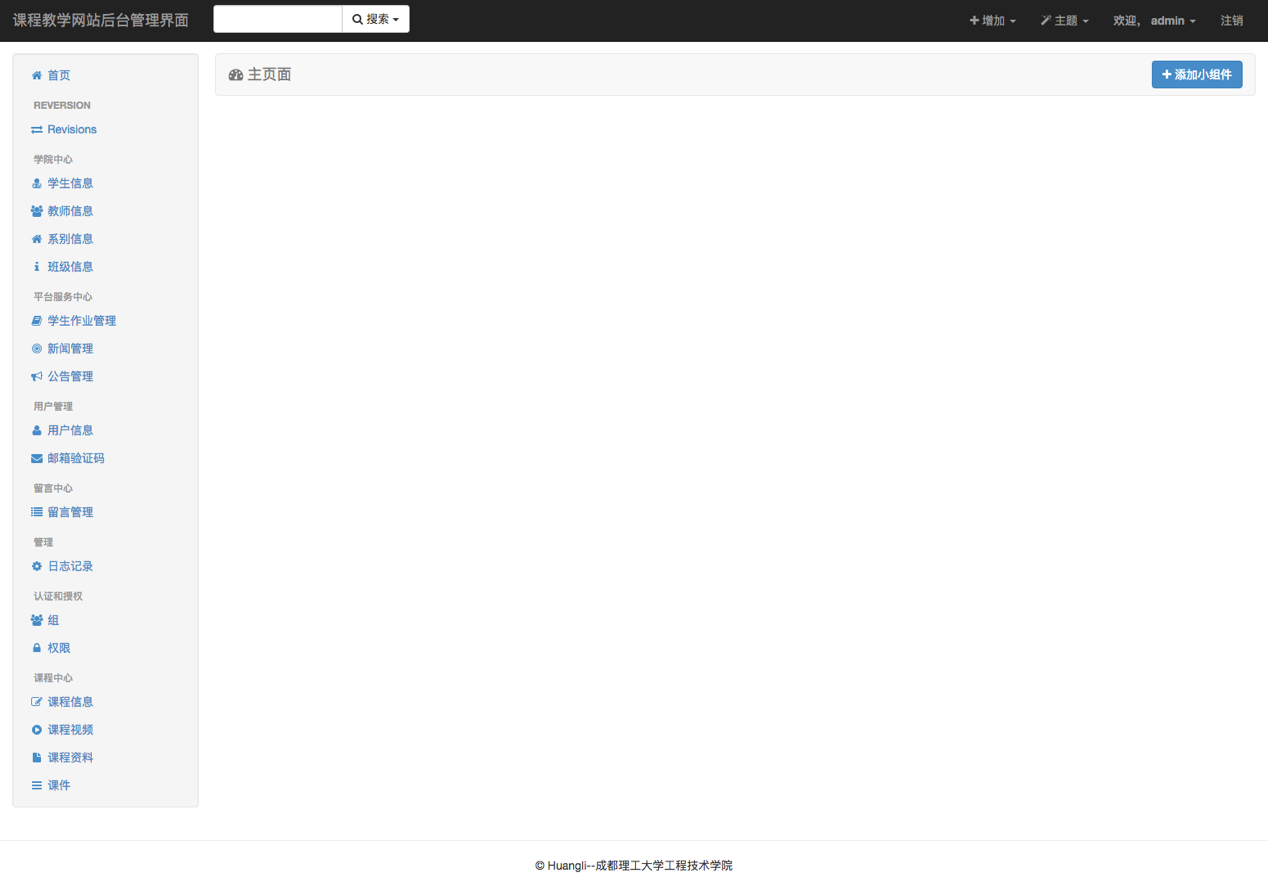 课程教学网站后台管理界面
搜索
增加
主题
欢迎， admin
注销
首页
REVERSION
Revisions
学院中心
学生信息
教师信息
系别信息
班级信息
平台服务中心
学生作业管理
新闻管理
公告管理
用户管理
用户信息
邮箱验证码
留言中心
留言管理
管理
日志记录
认证和授权
组
权限
课程中心
课程信息
课程视频
课程资料
课件
主页面
添加小组件
© Huangli--成都理工大学工程技术学院